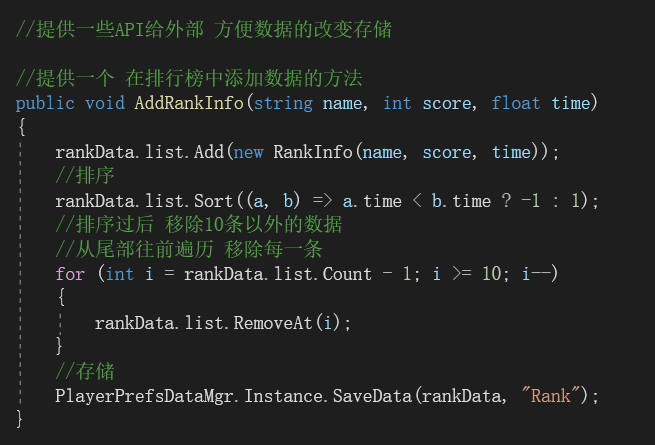 //提供一些API给外部 方便数据的改变存储
//提供一个 在排行榜中添加数据的方法
public void AddRankInfo(string name, int score, float time)
{
rankData.list.Add(new RankInfo(name, score, time));
//排序
rankData.list.Sort((a, b) => a.time < b.time ? -1 : 1);
//排序过后 移除10条以外的数据
//从尾部往前遍历 移除每一条
for (int i = rankData.list.Count - 1; i >= 10; i--)
{
rankData.list.RemoveAt(i);
}
//存储
PlayerPrefsDataMgr.Instance.SaveData(rankData, "Rank");
}